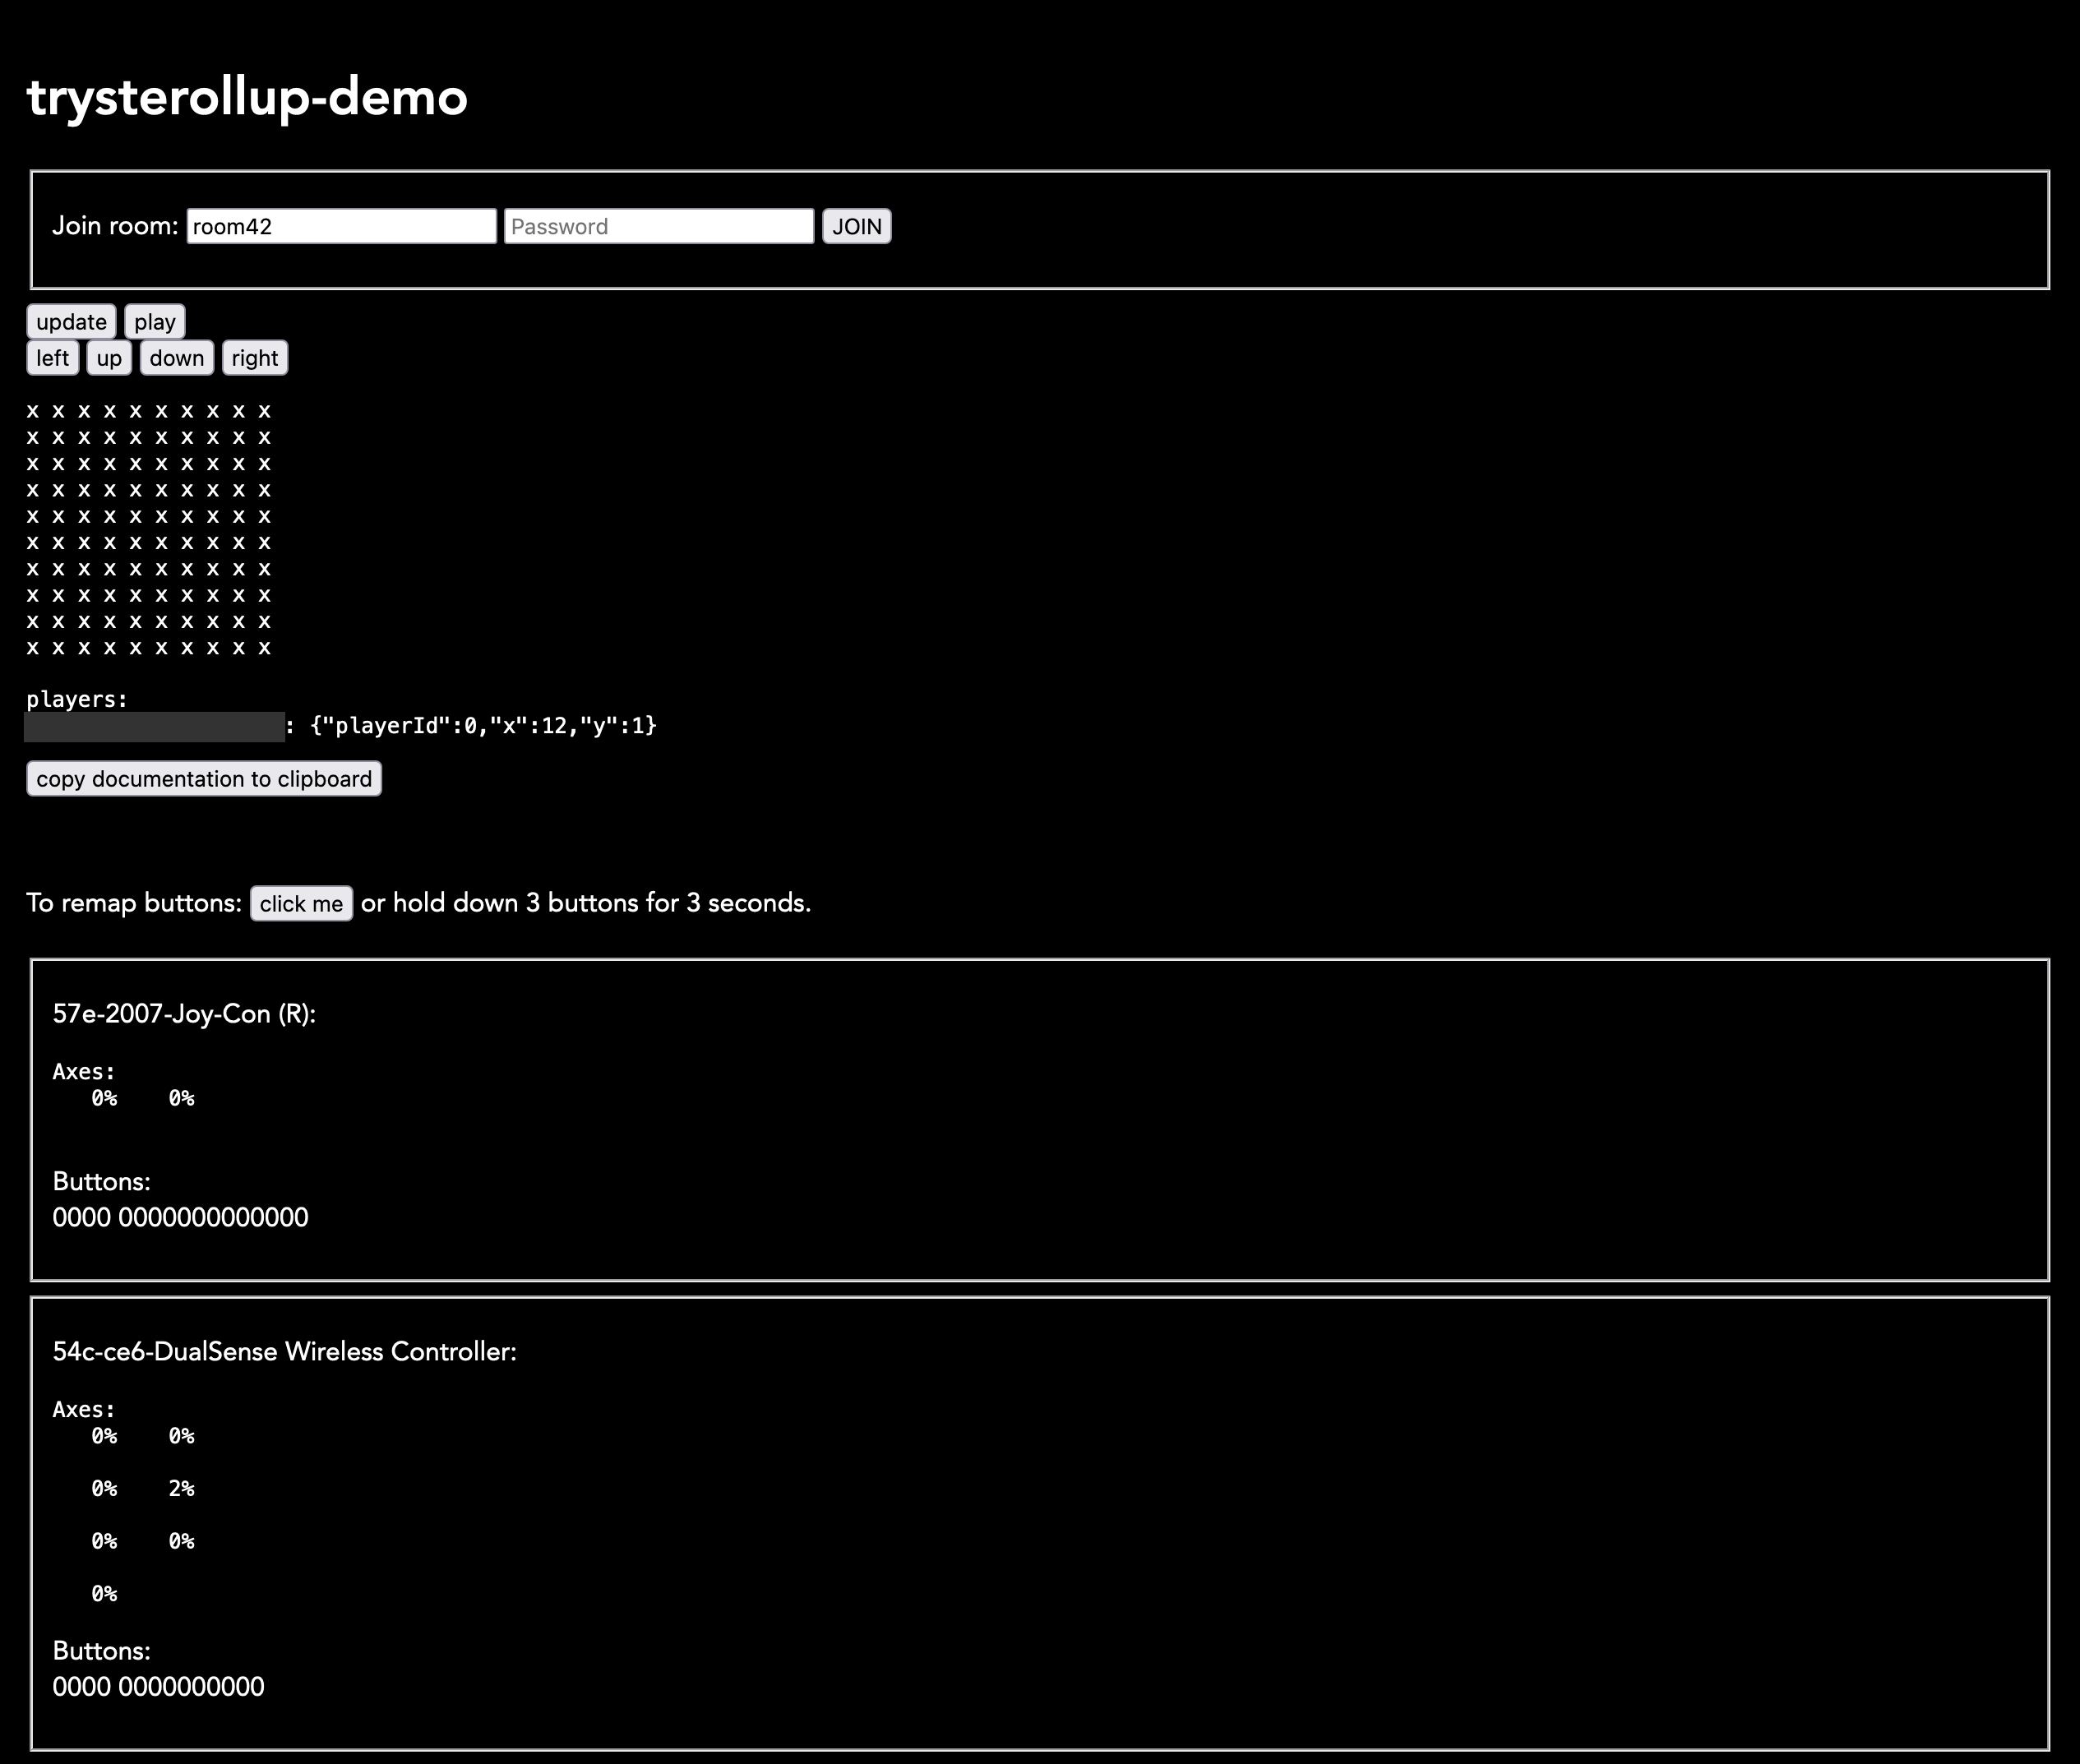 trysterollup-demo
Join room: room42 Password JOIN
update play
left up down right
x x x x x x x x x x
x x x x x x x x x x
x x x x x x x x x x
x x x x x x x x x x
x x x x x x x x x x
x x x x x x x x x x
x x x x x x x x x x
x x x x x x x x x x
x x x x x x x x x x
x x x x x x x x x x
players:
: {"playerId":0,"x":12,"y":1}
copy documentation to clipboard
To remap buttons: click me or hold down 3 buttons for 3 seconds.
57e-2007-Joy-Con (R):
Axes:
0% 0%
Buttons:
0000 0000000000000
54c-ce6-DualSense Wireless Controller:
Axes:
0% 0%
0% 2%
0% 0%
0%
Buttons:
0000 0000000000